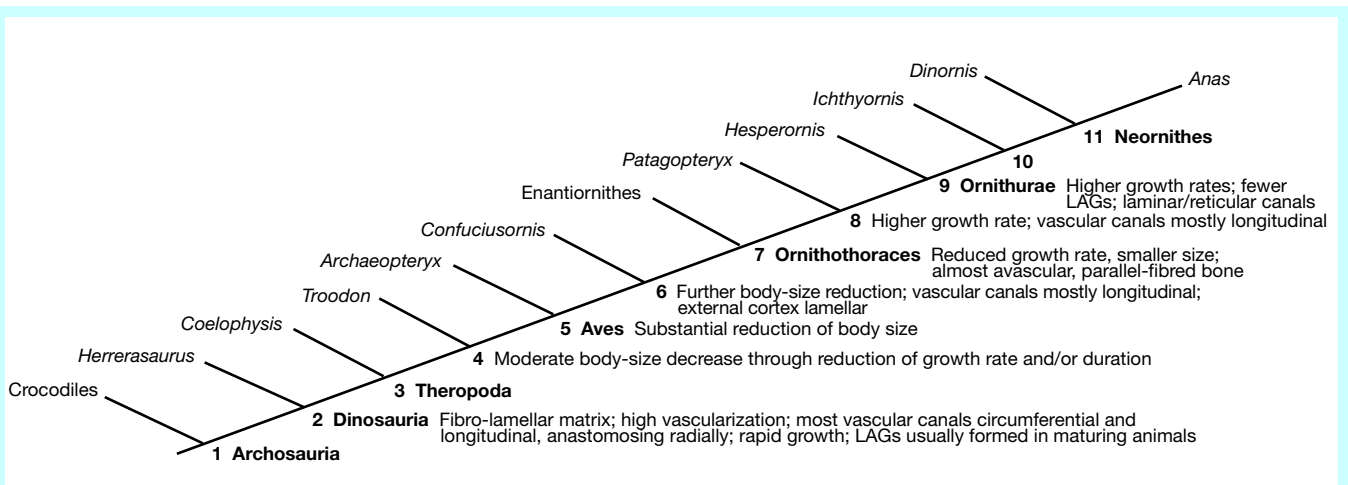 Dinornis
Anas
Ichthyornis
Hesperornis
11 Neornithes
Patagopteryx
10
Enantiornithes
9 Ornithurae Higher growth rates; fewer
LAGs; laminar/reticular canals
8 Higher growth rate; vascular canals mostly longitudinal
Confuciusornis
7 Ornithothoraces Reduced growth rate, smaller size;
almost avascular, parallel-fibred bone
Archaeopteryx
6 Further body-size reduction; vascular canals mostly longitudinal;
external cortex lamellar
Troodon
5 Aves Substantial reduction of body size
Coelophysis
4 Moderate body-size decrease through reduction of growth rate and/or duration
Herrerasaurus
3 Theropoda
Crocodiles
2 Dinosauria Fibro-lamellar matrix; high vascularization; most vascular canals circumferential and
longitudinal, anastomosing radially; rapid growth; LAGs usually formed in maturing animals
1 Archosauria